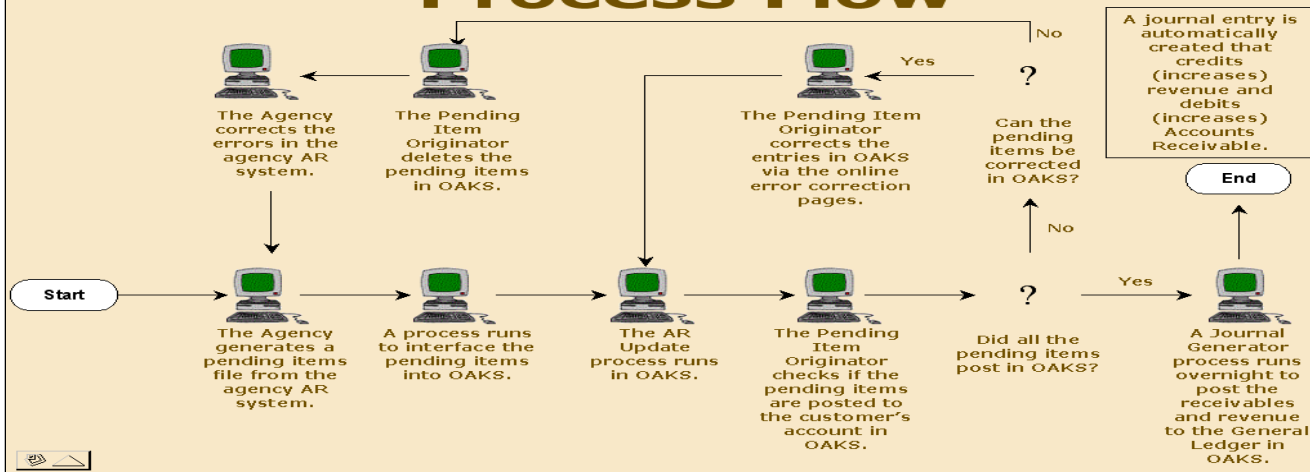 Process Flow
No
A journal entry is
automatically
created that
credits
(increases)
revenue and
debits
(increases)
Accounts
Receivable.
Yes
?
The Agency
corrects the
errors in the
agency AR
system.
The Pending
Item
Originator
deletes the
pending items
in OAKS.
The Pending Item
Originator
corrects the
entries in OAKS
via the online
error correction
pages.
Can the
pending
items be
corrected
in OAKS?
End
No
Start
?
Yes
The Agency
generates a
pending items
file from the
agency AR
system.
A process runs
to interface the
pending items
into OAKS.
The AR
Update
process runs
in OAKS.
The Pending
Item
Originator
checks if the
pending items
are posted to
the customer's
account in
OAKS.
Did all the
pending items
post in OAKS?
A Journal
Generator
process runs
overnight to
post the
receivables
and revenue
to the General
Ledger in
OAKS.